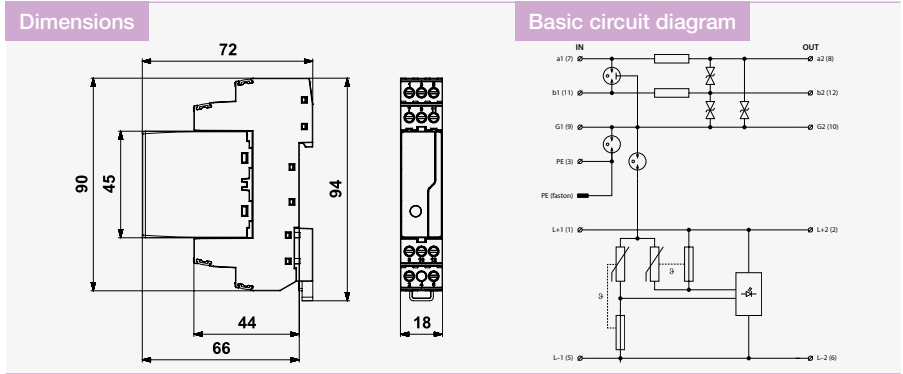 Dimensions
72
90
45
94
44
66
18
Basic circuit diagram
IN
OUT
a1 (7)
a2 (8)
b1 (11)
b2 (12)
G1 (9)
G2 (10)
PE (3)
PE (faston)
L+1 (1)
L+2 (2)
ϑ
ϑ
L–1 (5)
L–2 (6)